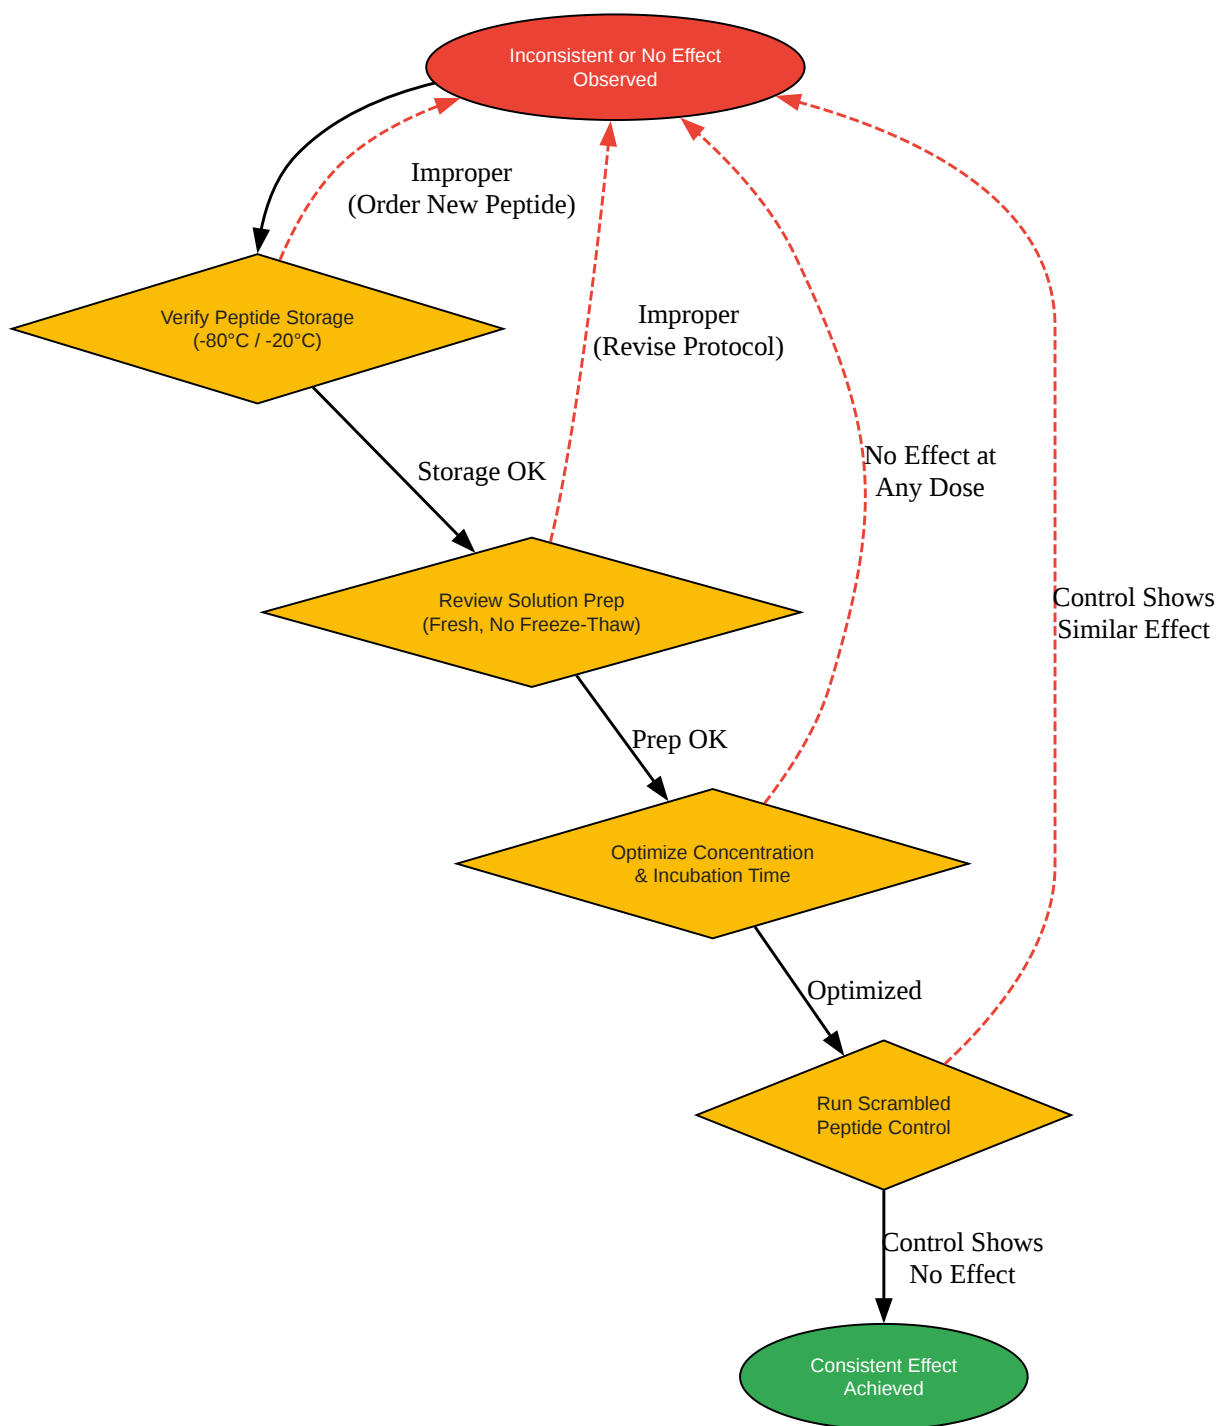 Inconsistent or No Effect
Observed
Improper
(Order New Peptide)
Verify Peptide Storage
(-80°C / -20°C)
Improper
(Revise Protocol)
Storage OK
No Effect at
Any Dose
Review Solution Prep
(Fresh, No Freeze-Thaw)
Control Shows
Similar Effect
Prep OK
Optimize Concentration
& Incubation Time
Optimized
Run Scrambled
Peptide Control
Control Shows
No Effect
Consistent Effect
Achieved